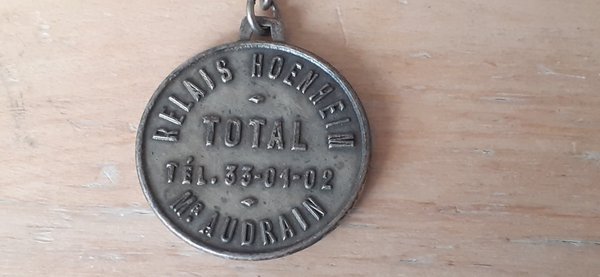 RELAIS HOENHEIM
TOTAL
TÉL. 33-01-02
MR AUDRAIN